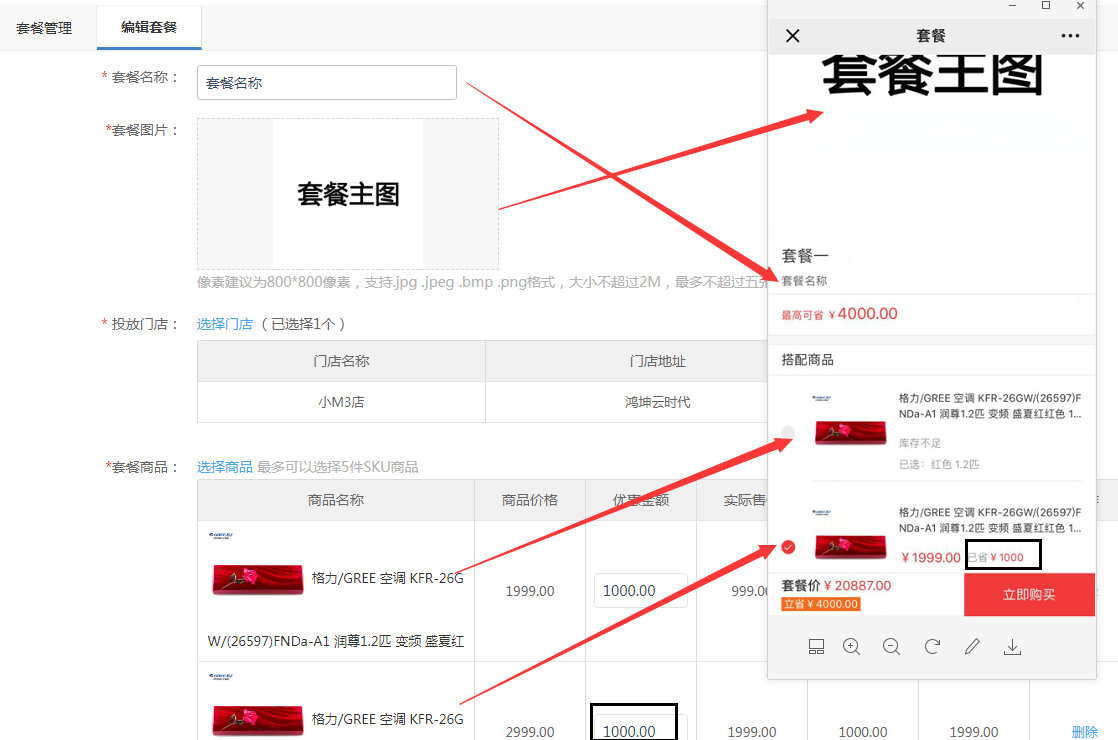 套餐管理
编辑套餐
* 套餐名称：
套餐名称
*套餐图片：
套餐主图
像素建议为800*800像素，支持.jpg .jpeg .bmp .png格式，大小不超过2M，最多不超过五张
* 投放门店：
选择门店 （已选择1个）
门店名称 门店地址
小M3店 鸿坤云时代
*套餐商品：
选择商品 最多可以选择5件SKU商品
商品名称 商品价格 优惠金额 实际售
格力/GREE 空调 KFR-26G
W/(26597)FNDa-A1 润尊1.2匹 变频 盛夏红
1999.00 1000.00 999.0
格力/GREE 空调 KFR-26G
2999.00 1000.00 1999.00 1000.00 1999.00 删除
套餐
套餐主图
套餐一
套餐名称
最高可省 ¥4000.00
搭配商品
格力/GREE 空调 KFR-26GW/(26597)F
NDa-A1 润尊1.2匹 变频 盛夏红红色 1...
库存不足
已选：红色 1.2匹
格力/GREE 空调 KFR-26GW/(26597)F
NDa-A1 润尊1.2匹 变频 盛夏红红色 1...
¥1999.00 已省 ¥1000
套餐价 ¥20887.00
立省 ¥4000.00
立即购买